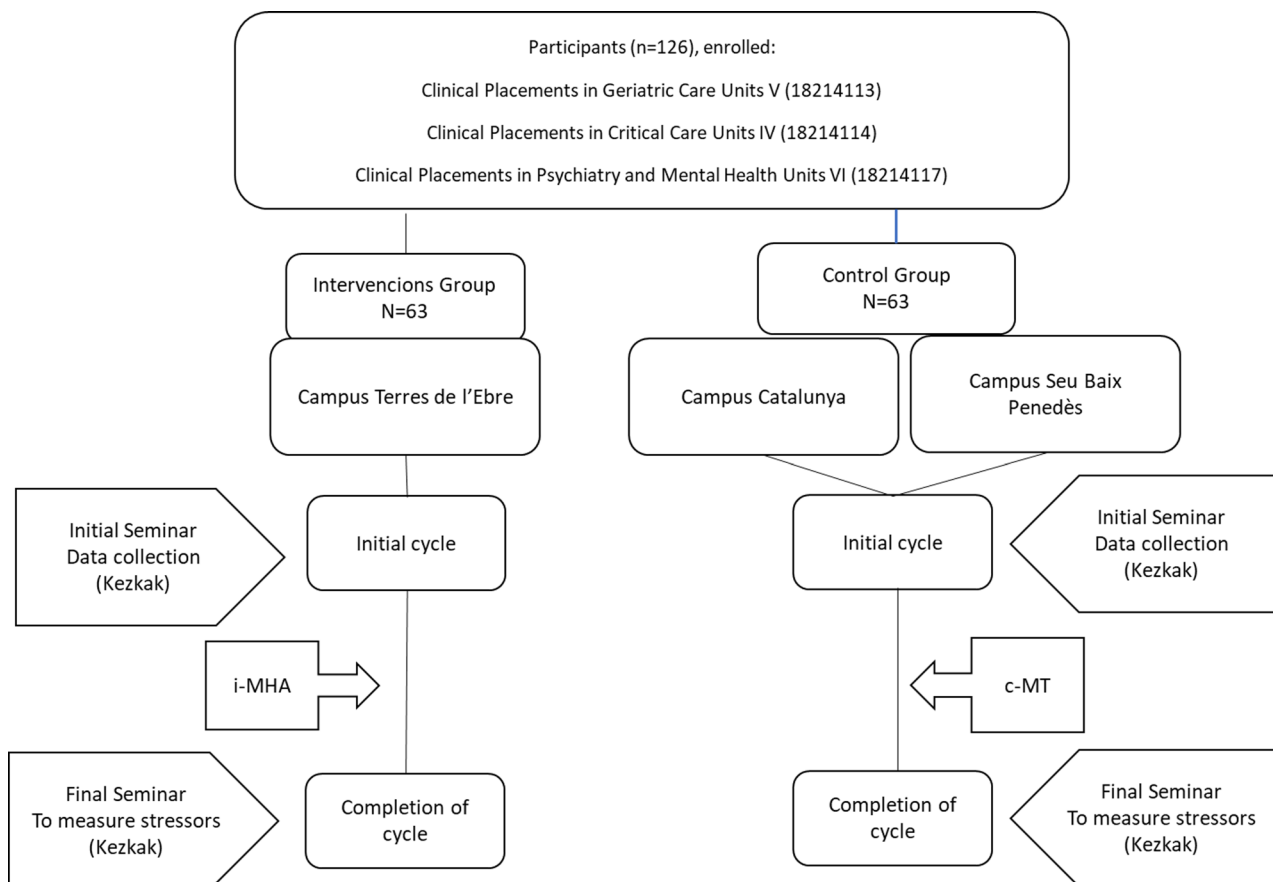 Participants (n=126), enrolled:
Clinical Placements in Geriatric Care Units V (18214113)
Clinical Placements in Critical Care Units IV (18214114)
Clinical Placements in Psychiatry and Mental Health Units VI (18214117)
Intervencions Group
N=63
Control Group
N=63
Campus Terres de l’Ebre
Campus Catalunya
Campus Seu Baix
Penedès
Initial Seminar
Data collection
(Kezkak)
Initial cycle
Initial cycle
Initial Seminar
Data collection
(Kezkak)
i-MHA
c-MT
Final Seminar
To measure stressors
(Kezkak)
Completion of
cycle
Completion of
cycle
Final Seminar
To measure stressors
(Kezkak)